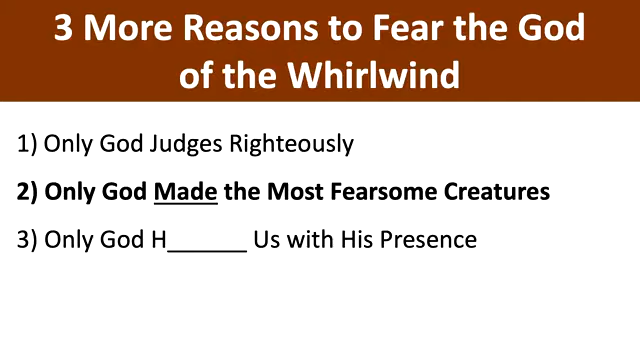 3 More Reasons to Fear the God
of the Whirlwind
1) Only God Judges Righteously
2) Only God Made the Most Fearsome Creatures
3) Only God H______ Us with His Presence